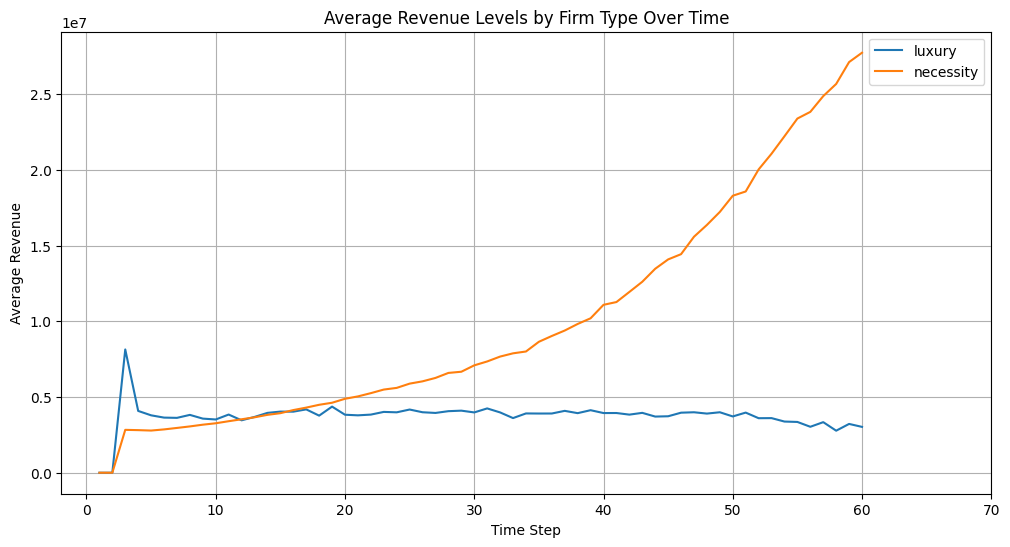 Average Revenue Levels by Firm Type Over Time
1e7
luxury
necessity
2.5
2.0
1.5
1.0
0.5
0.0
Average Revenue
0 10 20 30 40 50 60 70
Time Step